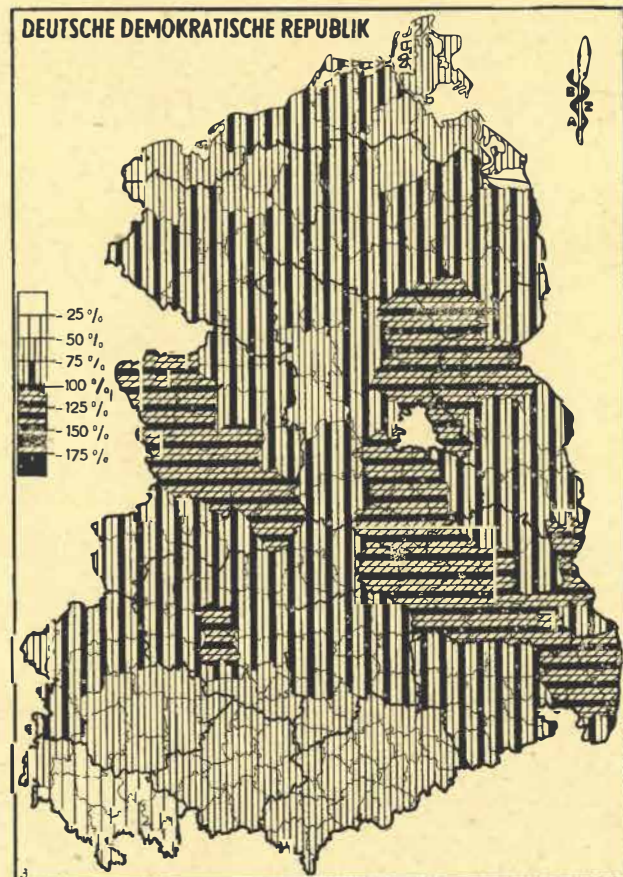 DEUTSCHE DEMOKRATISCHE REPUBLIK
- 25 %
- 50 %
- 75 %
- 100 %
- 125 %
- 150 %
- 175 %